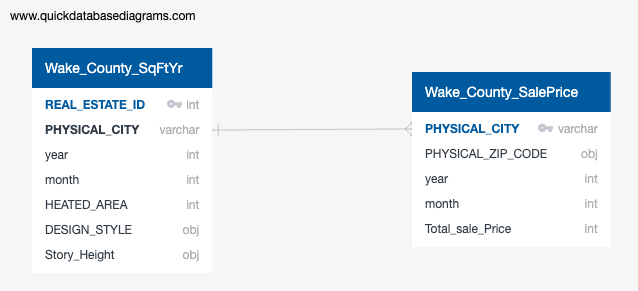 www.quickdatabasediagrams.com
Wake_County_SqFtYr
REAL_ESTATE_ID int
PHYSICAL_CITY varchar
year int
month int
HEATED_AREA int
DESIGN_STYLE obj
Story_Height obj
Wake_County_SalePrice
PHYSICAL_CITY varchar
PHYSICAL_ZIP_CODE obj
year int
month int
Total_sale_Price int